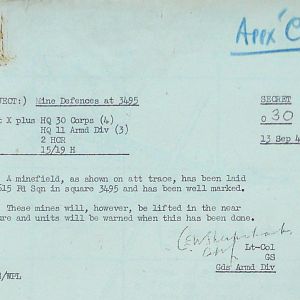 Appx 'C
JECT:) Mine Defences at 3495 SECRET
t X plus HQ 30 Corps (4) O 30
HQ 11 Armd Div (3)
2 HCR 13 Sep 4
15/19 H
A minefield, as shown on att trace, has been laid
615 Fd Sqn in square 3495 and has been well marked.
These mines will, however, be lifted in the near
ure and units will be warned when this has been done.
Lt-Col
GS
Gds Armd Div
/WPL